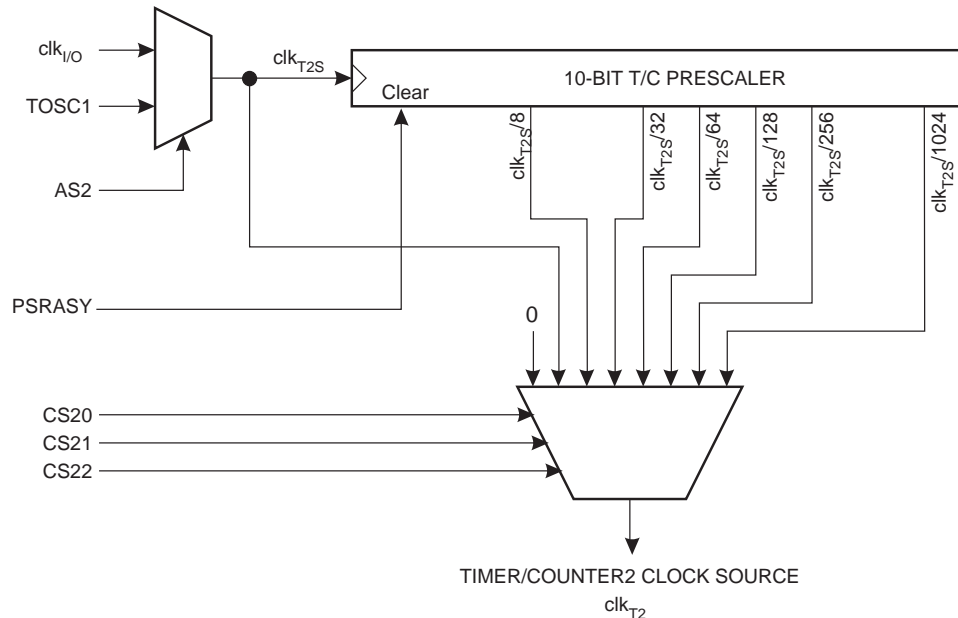 clkI/O
clkT2S
10-BIT T/C PRESCALER
TOSC1
Clear
clkT2S/8
clkT2S/32
clkT2S/64
clkT2S/128
clkT2S/256
clkT2S/1024
AS2
PSRASY
0
CS20
CS21
CS22
TIMER/COUNTER2 CLOCK SOURCE
clkT2